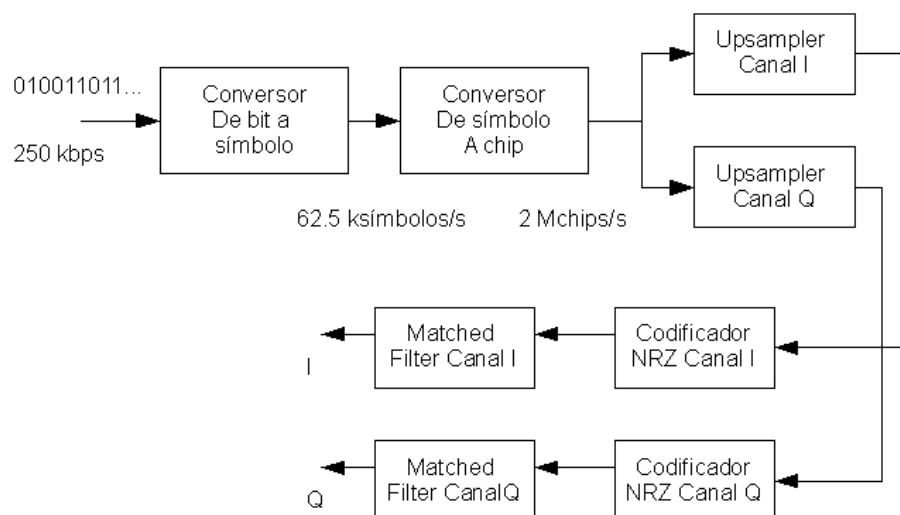 010011011...
250 kbps
Conversor
De bit a
símbolo
Conversor
De símbolo
A chip
62.5 ksímbolos/s
2 Mchips/s
Upsampler
Canal I
Upsampler
Canal Q
I
Matched
Filter Canal I
Codificador
NRZ Canal I
Q
Matched
Filter CanalQ
Codificador
NRZ Canal Q